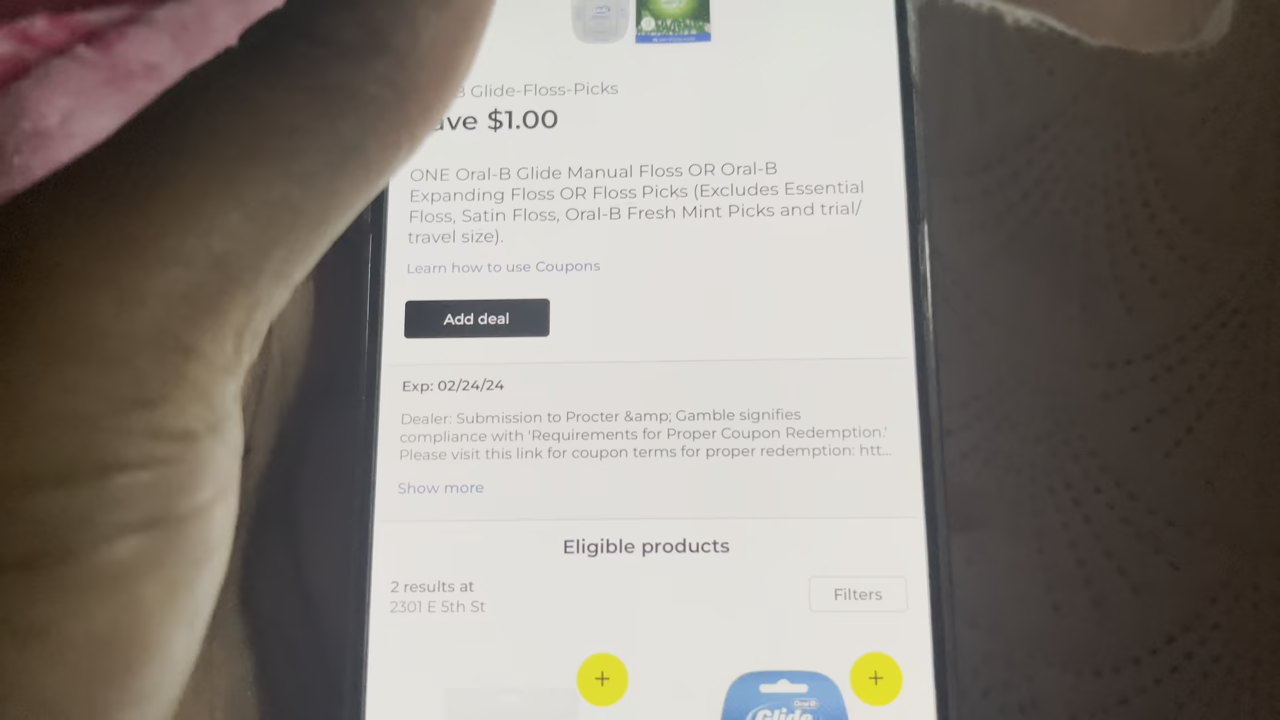 Glide-Floss-Picks
$1.00
ONE Oral-B Glide Manual Floss OR Oral-B
Expanding Floss OR Floss Picks (Excludes Essential
Floss, Satin Floss, Oral-B Fresh Mint Picks and trial/
travel size).
Learn how to use Coupons
Add deal
Exp: 02/24/24
Dealer: Submission to Procter &amp; Gamble signifies
compliance with 'Requirements for Proper Coupon Redemption.'
Please visit this link for coupon terms for proper redemption: htt...
Show more
Eligible products
2 results at
2301 E 5th St
Filters
+
+
Oral-B
Glide